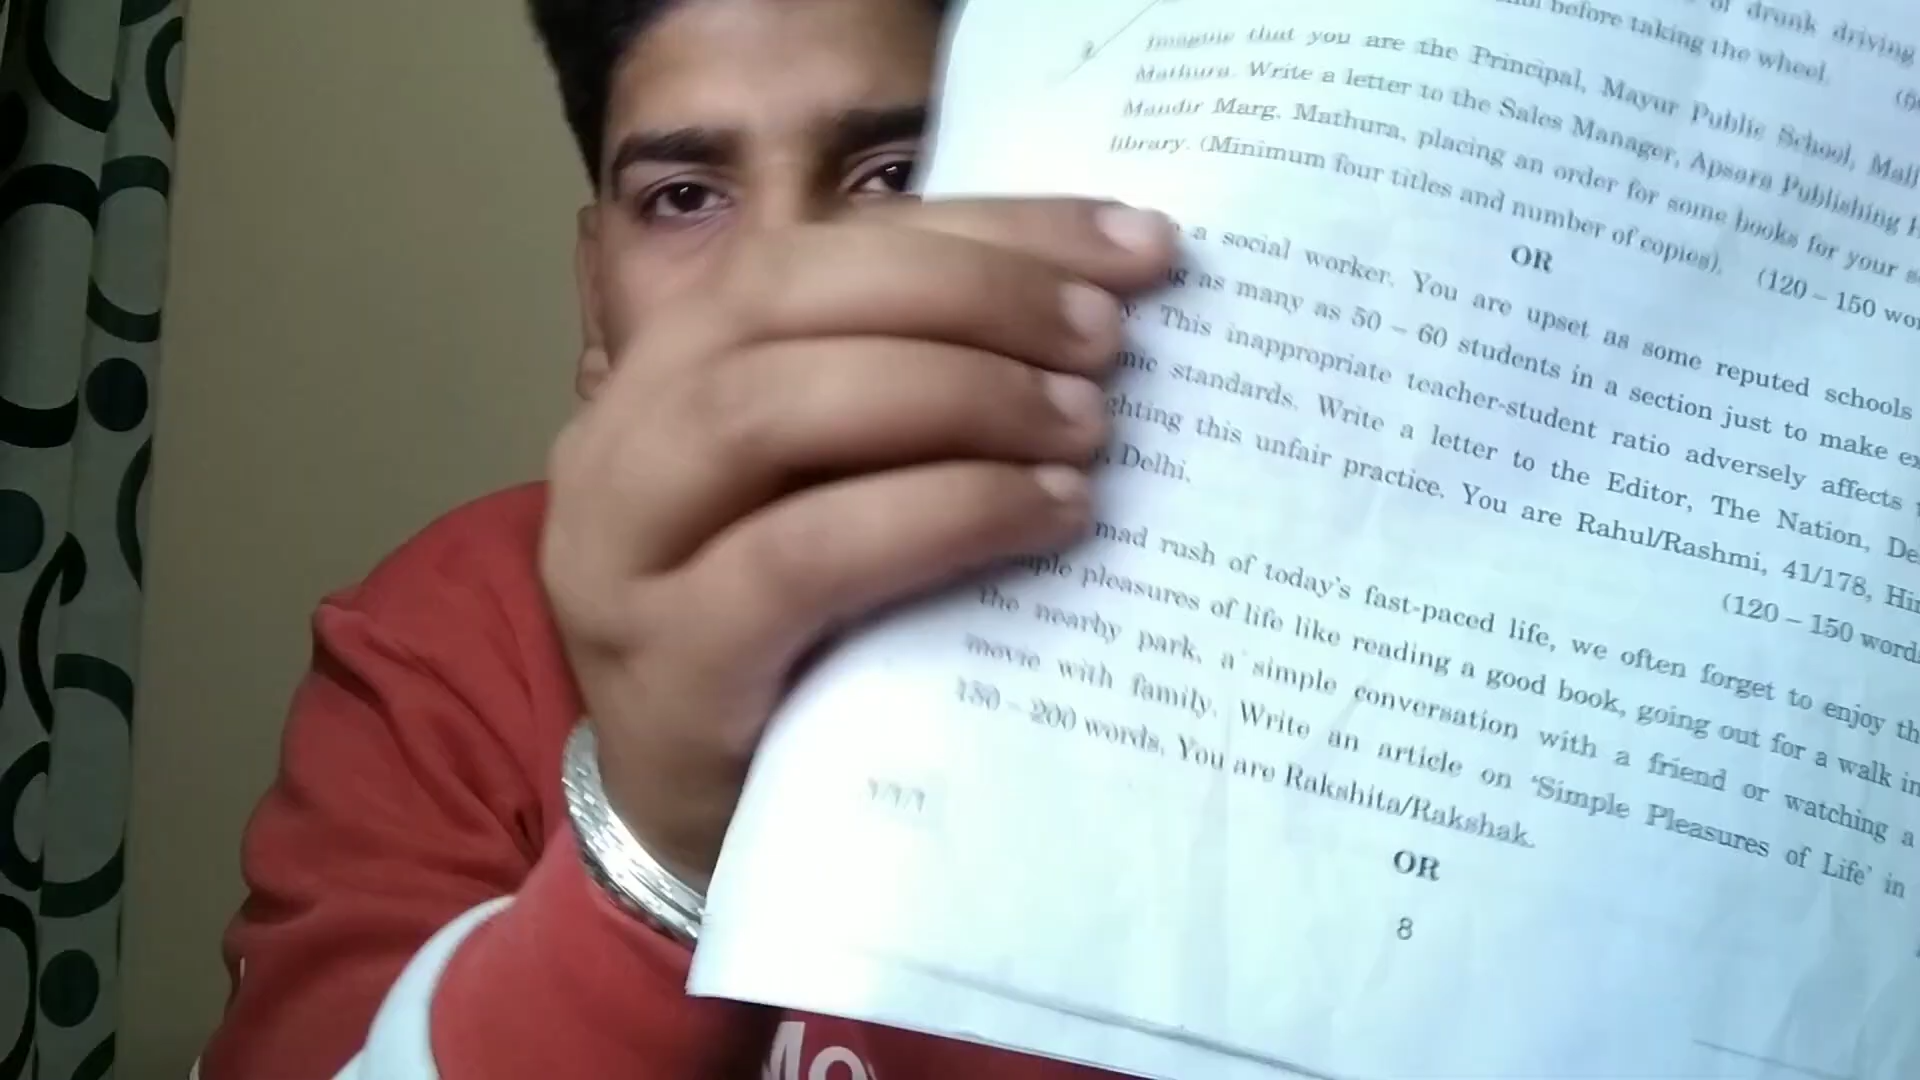 of drunk driving
before taking the wheel.
Imagine that you are the Principal, Mayur Public School, Mall
Mathura. Write a letter to the Sales Manager, Apsara Publishing
Mandir Marg, Mathura, placing an order for some books for your
library. (Minimum four titles and number of copies). (120 – 150
OR
a social worker. You are upset as some reputed schools
as many as 50 – 60 students in a section just to make
This inappropriate teacher-student ratio adversely affects
standards. Write a letter to the Editor, The Nation,
this unfair practice. You are Rahul/Rashmi, 41/178,
Delhi. (120 – 150 words
mad rush of today's fast-paced life, we often forget to enjoy
pleasures of life like reading a good book, going out for a walk in
the nearby park, a simple conversation with a friend or watching a
movie with family. Write an article on 'Simple Pleasures of Life' in
150 – 200 words. You are Rakshita/Rakshak.
OR
1/1/1
8
MO